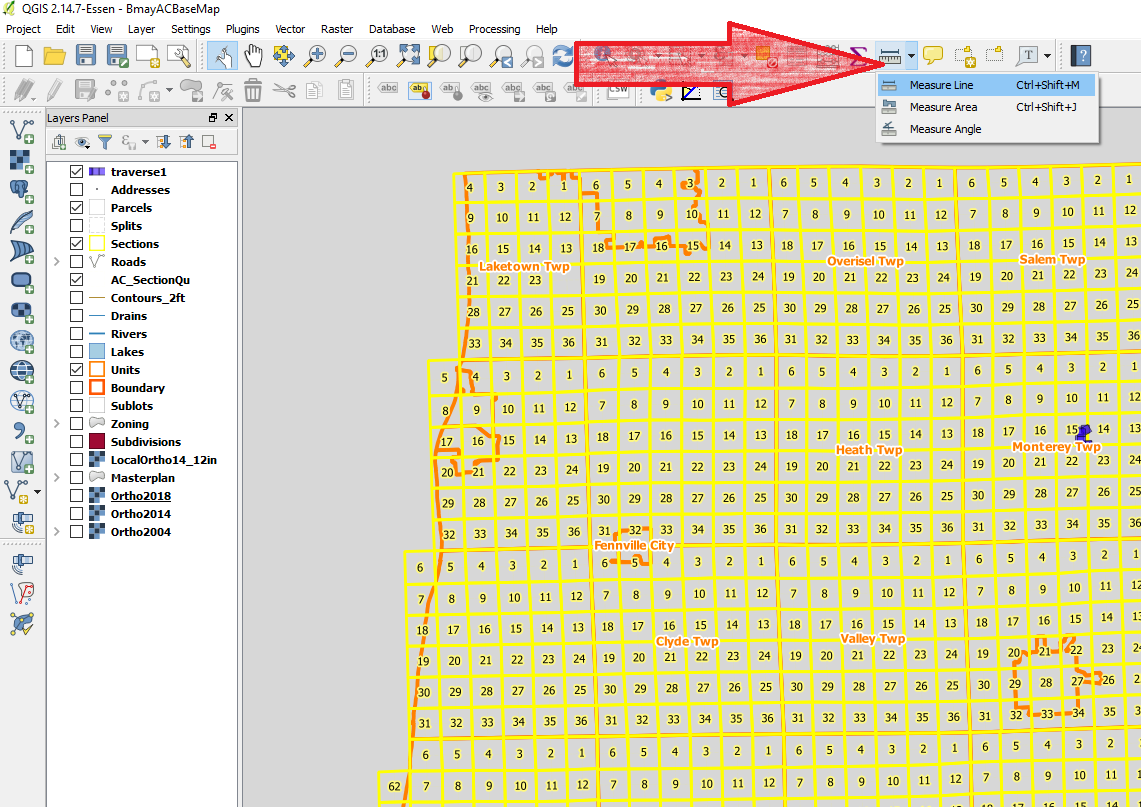 QGIS 2.14.7-Essen - BmayACBaseMap
Project Edit View Layer Settings Plugins Vector Raster Database Web Processing Help
1:1 Σ T ?
abc abc abc abc abc abc abc CSW
Measure Line Ctrl+Shift+M
Measure Area Ctrl+Shift+J
Measure Angle
Layers Panel
traverse1
Addresses
Parcels
Splits
Sections
Roads
AC_SectionQu
Contours_2ft
Drains
Rivers
Lakes
Units
Boundary
Sublots
Zoning
Subdivisions
LocalOrtho14_12in
Masterplan
Ortho2018
Ortho2014
Ortho2004
4 3 2 1 6 5 4 3 2 1 6 5 4 3 2 1 6 5 4 3 2 1
9 10 11 12 7 8 9 10 11 12 7 8 9 10 11 12 7 8 9 10 11 12
16 15 14 13 18 17 16 15 14 13 18 17 16 15 14 13 18 17 16 15 14 13
Laketown Twp Overisel Twp Salem Twp
21 22 23 19 20 21 22 23 24 19 20 21 22 23 24 19 20 21 22 23 24
28 27 26 25 30 29 28 27 26 25 30 29 28 27 26 25 30 29 28 27 26 25
33 34 35 36 31 32 33 34 35 36 31 32 33 34 35 36 31 32 33 34 35 36
5 4 3 2 1 6 5 4 3 2 1 6 5 4 3 2 1 6 5 4 3 2 1
8 9 10 11 12 7 8 9 10 11 12 7 8 9 10 11 12 7 8 9 10 11 12
17 16 15 14 13 18 17 16 15 14 13 18 17 16 15 14 13 18 17 16 15 14 13
Heath Twp Monterey Twp
20 21 22 23 24 19 20 21 22 23 24 19 20 21 22 23 24 19 20 21 22 23 24
29 28 27 26 25 30 29 28 27 26 25 30 29 28 27 26 25 30 29 28 27 26 25
32 33 34 35 36 31 32 33 34 35 36 31 32 33 34 35 36 31 32 33 34 35 36
Fennville City
6 5 4 3 2 1 6 5 4 3 2 1 6 5 4 3 2 1 6 5 4 3 2 1
7 8 9 10 11 12 7 8 9 10 11 12 7 8 9 10 11 12 7 8 9 10 11 12
18 17 16 15 14 13 18 17 16 15 14 13 18 17 16 15 14 13 18 17 16 15 14 13
Clyde Twp Valley Twp
19 20 21 22 23 24 19 20 21 22 23 24 19 20 21 22 23 24 19 20 21 22 23 24
30 29 28 27 26 25 30 29 28 27 26 25 30 29 28 27 26 25 30 29 28 27 26
31 32 33 34 35 36 31 32 33 34 35 36 31 32 33 34 35 36 31 32 33 34 35
6 5 4 3 2 1 6 5 4 3 2 1 6 5 4 3 2 1 6 5 4 3 2
62 7 8 9 10 11 12 7 8 9 10 11 12 7 8 9 10 11 12 7 8 9 10 11